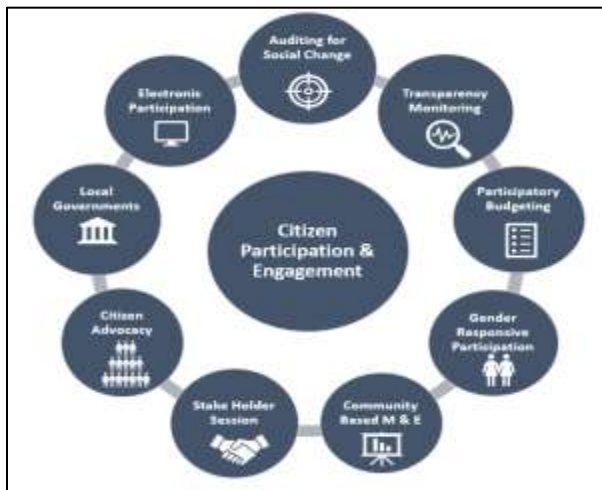 Auditing for
Social Change
Transparency
Monitoring
Participatory
Budgeting
Gender
Responsive
Participation
Community
Based M & E
Stake Holder
Session
Citizen
Advocacy
Local
Governments
Electronic
Participation
Citizen
Participation &
Engagement